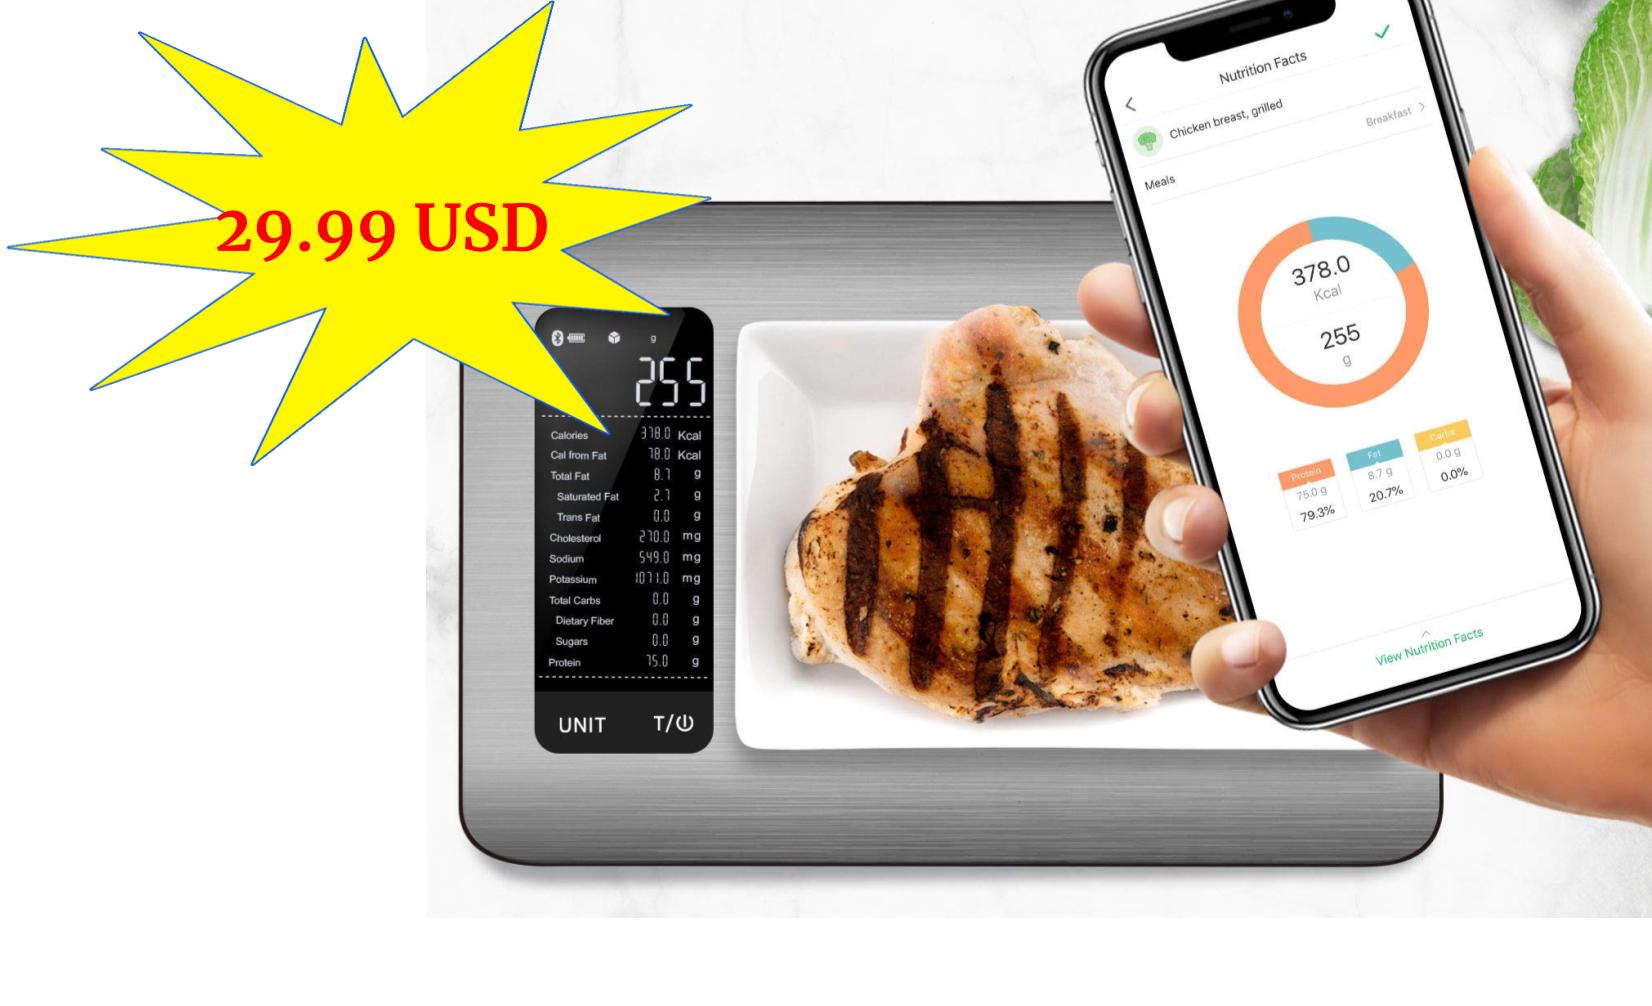 29.99 USD
g
255
Calories 378.0 Kcal
Cal from Fat 78.0 Kcal
Total Fat 8.7 g
Saturated Fat 2.7 g
Trans Fat 0.0 g
Cholesterol 270.0 mg
Sodium 549.0 mg
Potassium 1071.0 mg
Total Carbs 0.0 g
Dietary Fiber 0.0 g
Sugars 0.0 g
Protein 75.0 g
UNIT T/
Nutrition Facts
Chicken breast, grilled
Breakfast
Meals
378.0
Kcal
255
g
Protein
75.0 g
79.3%
Fat
8.7 g
20.7%
Carbs
0.0 g
0.0%
View Nutrition Facts